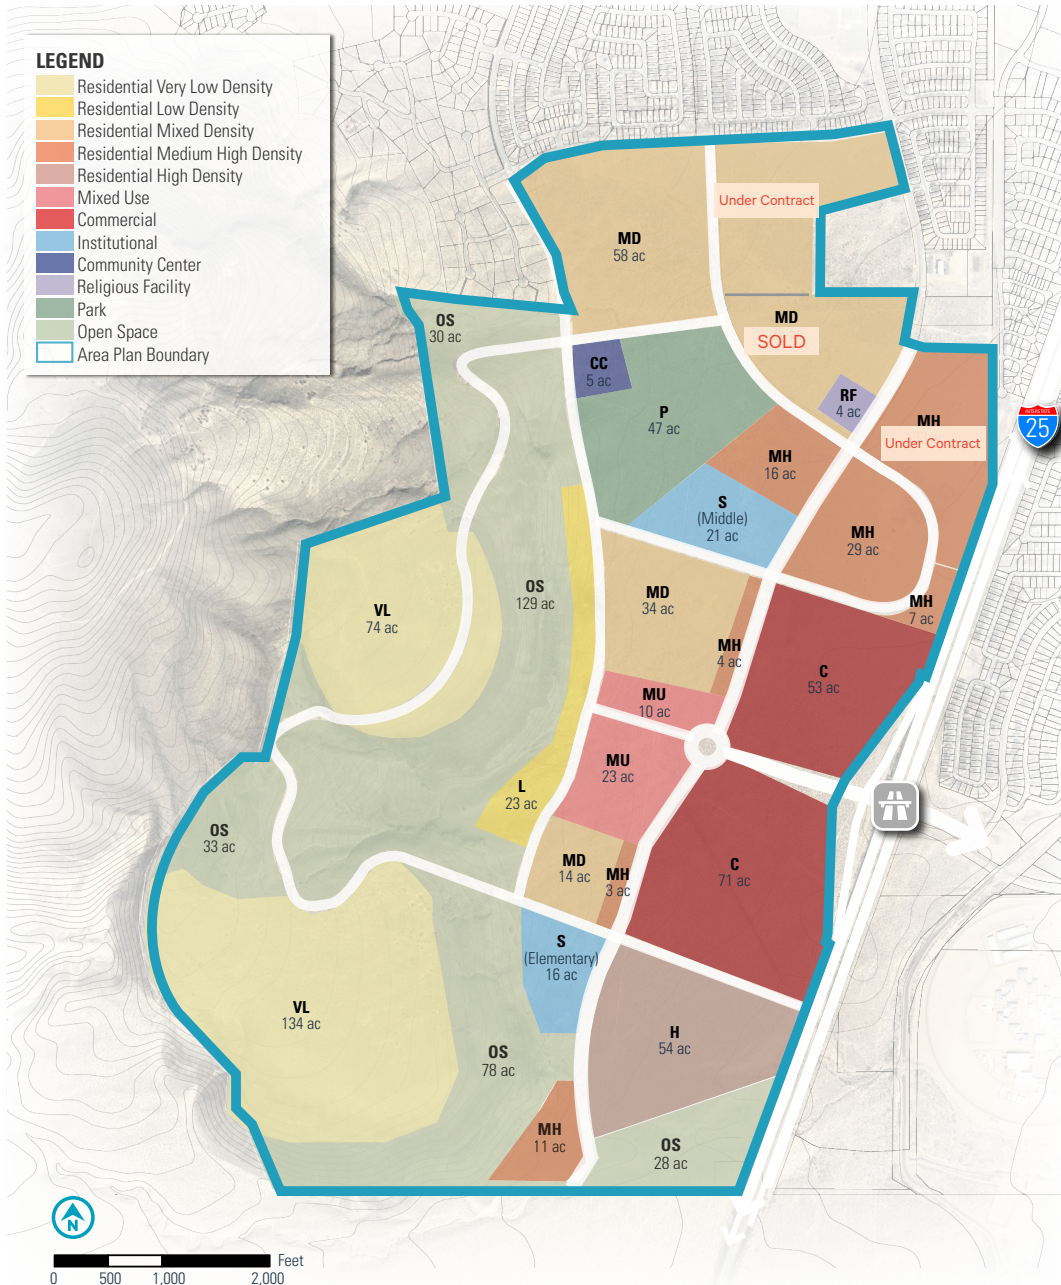 LEGEND
Residential Very Low Density
Residential Low Density
Residential Mixed Density
Residential Medium High Density
Residential High Density
Mixed Use
Commercial
Institutional
Community Center
Religious Facility
Park
Open Space
Area Plan Boundary
Under Contract
MD
58 ac
OS
30 ac
MD
SOLD
CC
5 ac
RF
4 ac
P
47 ac
MH
Under Contract
INTERSTATE
25
MH
16 ac
S
(Middle)
21 ac
MH
29 ac
OS
129 ac
MD
34 ac
VL
74 ac
MH
7 ac
MH
4 ac
C
53 ac
MU
10 ac
MU
23 ac
L
23 ac
OS
33 ac
MD
14 ac
MH
3 ac
C
71 ac
S
(Elementary)
16 ac
VL
134 ac
H
54 ac
OS
78 ac
MH
11 ac
OS
28 ac
N
Feet
0 500 1,000 2,000